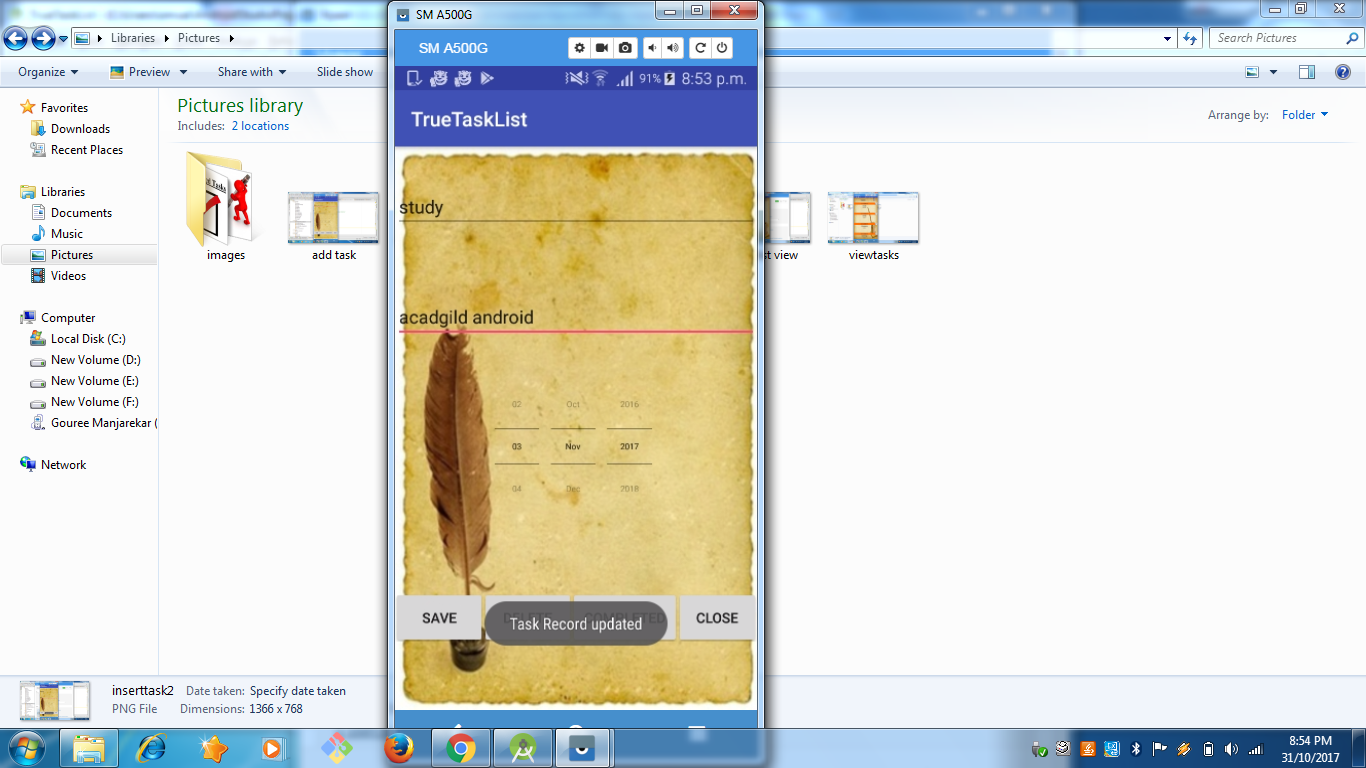 SM A500G
Libraries
Pictures
Search Pictures
Organize
Preview
Share with
Slide show
Favorites
Downloads
Recent Places
Libraries
Documents
Music
Pictures
Videos
Computer
Local Disk (C:)
New Volume (D:)
New Volume (E:)
New Volume (F:)
Gouree Manjarekar (
Network
Pictures library
Includes: 2 locations
Arrange by: Folder
images
add task
st view
viewtasks
SM A500G
91% 8:53 p.m.
TrueTaskList
study
acadgild android
02 Oct 2016
03 Nov 2017
04 Dec 2018
SAVE DELETE COMPLETED CLOSE
Task Record updated
inserttask2 Date taken: Specify date taken
PNG File Dimensions: 1366 x 768
8:54 PM
31/10/2017